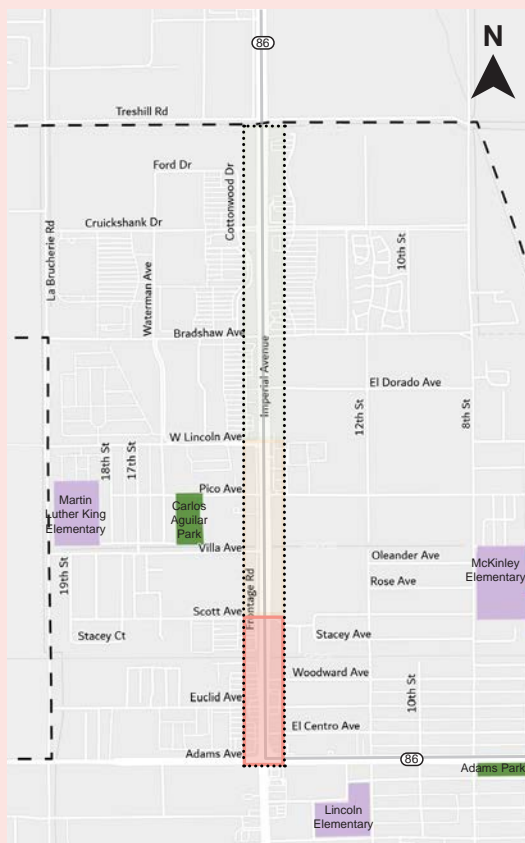 86
N
Treshill Rd
Ford Dr
Cottonwood Dr
Cruickshank Dr
La Brucherie Rd
10th St
Waterman Ave
Bradshaw Ave
Imperial Avenue
El Dorado Ave
12th St
8th St
W Lincoln Ave
18th St
17th St
Pico Ave
Martin
Luther King
Elementary
Carlos
Aguilar
Park
Villa Ave
Oleander Ave
McKinley
Elementary
19th St
Rose Ave
Frontage Rd
Scott Ave
Stacey Ct
Stacey Ave
Woodward Ave
10th St
Euclid Ave
El Centro Ave
Adams Ave
86
Adams Park
Lincoln
Elementary